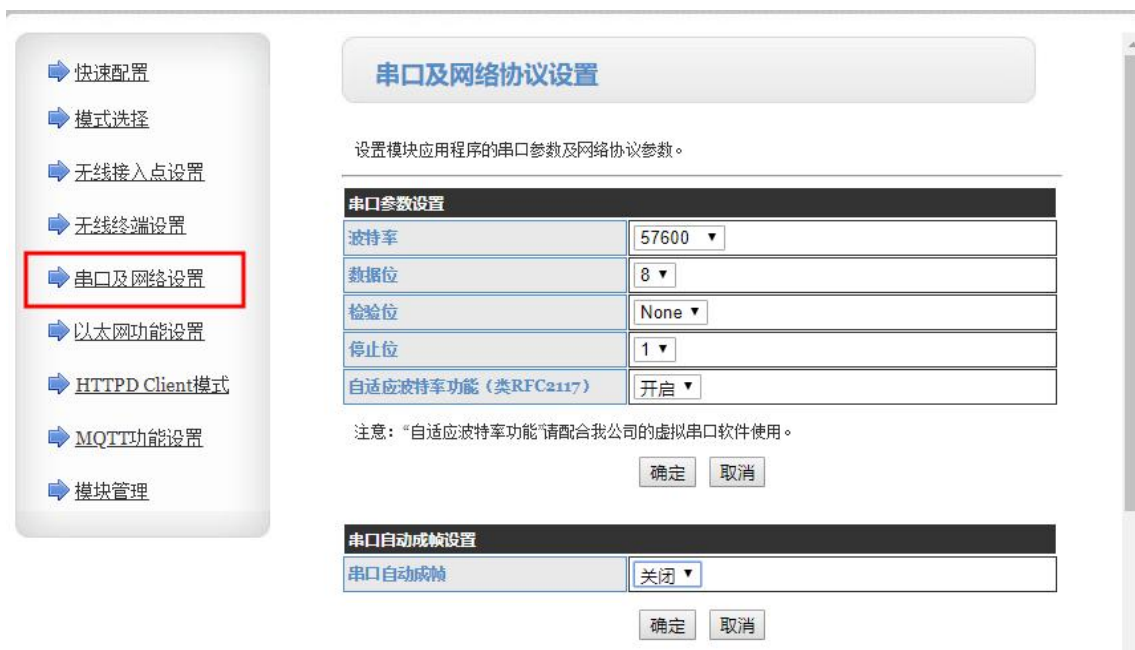 快速配置
模式选择
无线接入点设置
无线终端设置
串口及网络设置
以太网功能设置
HTTPD Client模式
MQTT功能设置
模块管理
串口及网络协议设置
设置模块应用程序的串口参数及网络协议参数。
串口参数设置
波特率 57600
数据位 8
检验位 None
停止位 1
自适应波特率功能（类RFC2117） 开启
注意：“自适应波特率功能”请配合我公司的虚拟串口软件使用。
确定 取消
串口自动成帧设置
串口自动成帧 关闭
确定 取消